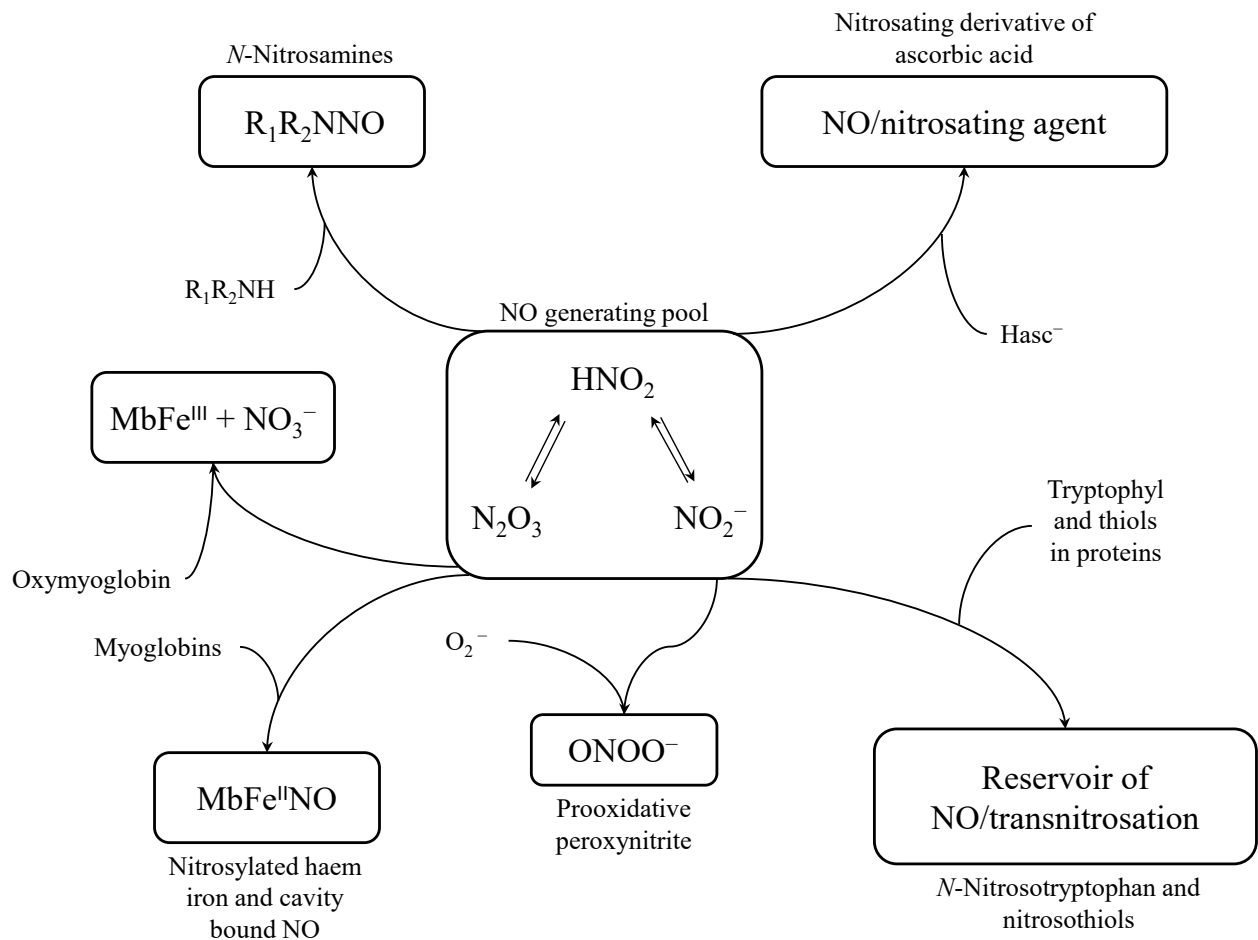 N-Nitrosamines
R₁R₂NNO
Nitrosating derivative of
ascorbic acid
NO/nitrosating agent
R₁R₂NH
Hasc⁻
NO generating pool
HNO₂
N₂O₃
NO₂⁻
MbFeᴵᴵᴵ + NO₃⁻
Oxymyoglobin
Tryptophyl
and thiols
in proteins
Myoglobins
MbFeᴵᴵNO
Nitrosylated haem
iron and cavity
bound NO
O₂⁻
ONOO⁻
Prooxidative
peroxynitrite
Reservoir of
NO/transnitrosation
N-Nitrosotryptophan and
nitrosothiols